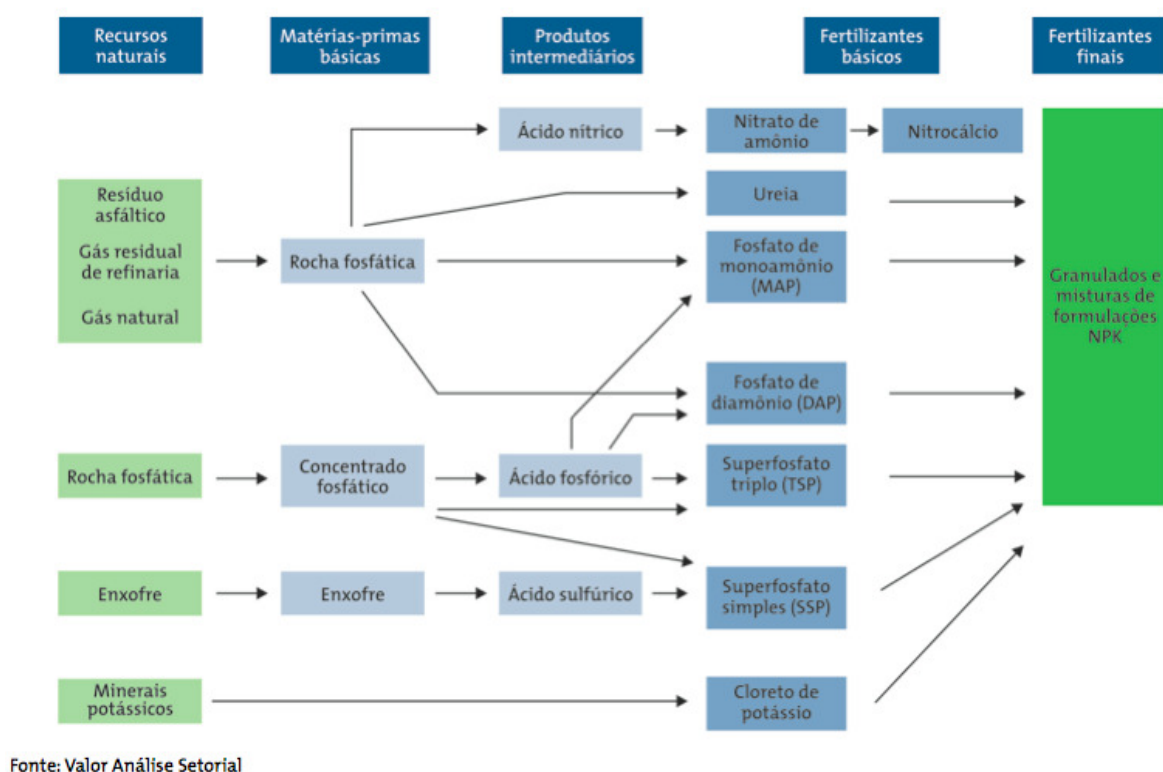 Recursos
naturais
Matérias-primas
básicas
Produtos
intermediários
Fertilizantes
básicos
Fertilizantes
finais
Ácido nítrico
Nitrato de
amônio
Nitrocálcio
Resíduo
asfáltico
Gás residual
de refinaria
Gás natural
Rocha fosfática
Ureia
Fosfato de
monoamônio
(MAP)
Granulados e
misturas de
formulações
NPK
Fosfato de
diamônio (DAP)
Rocha fosfática
Concentrado
fosfático
Ácido fosfórico
Superfosfato
triplo (TSP)
Enxofre
Enxofre
Ácido sulfúrico
Superfosfato
simples (SSP)
Minerais
potássicos
Cloreto de
potássio
Fonte: Valor Análise Setorial